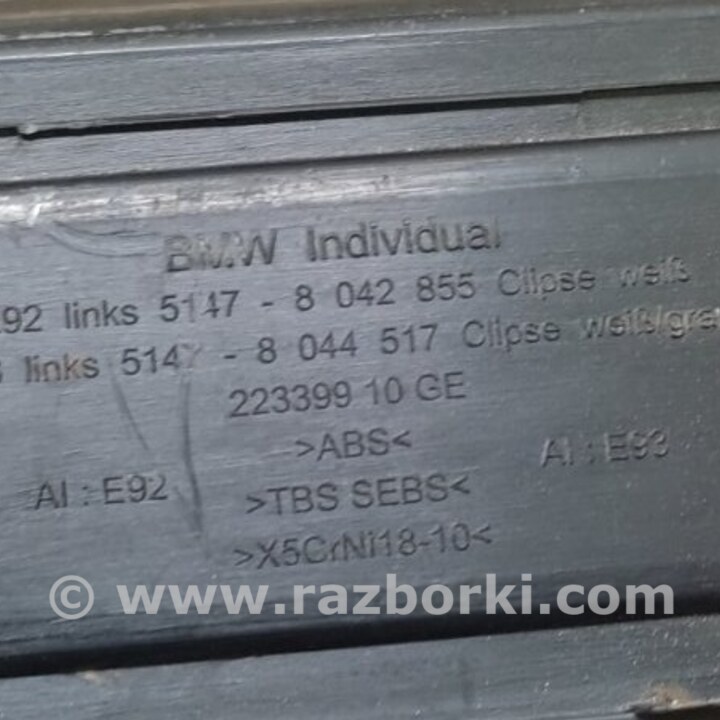 BMW Individual
92 links 5147 - 8 042 855 Clipse weiß
links 5147 - 8 044 517 Clipse weiß/gra
223399 10 GE
>ABS<
AI : E92
AI : E93
>TBS SEBS<
>X5CrNi18-10<
© www.razborki.com